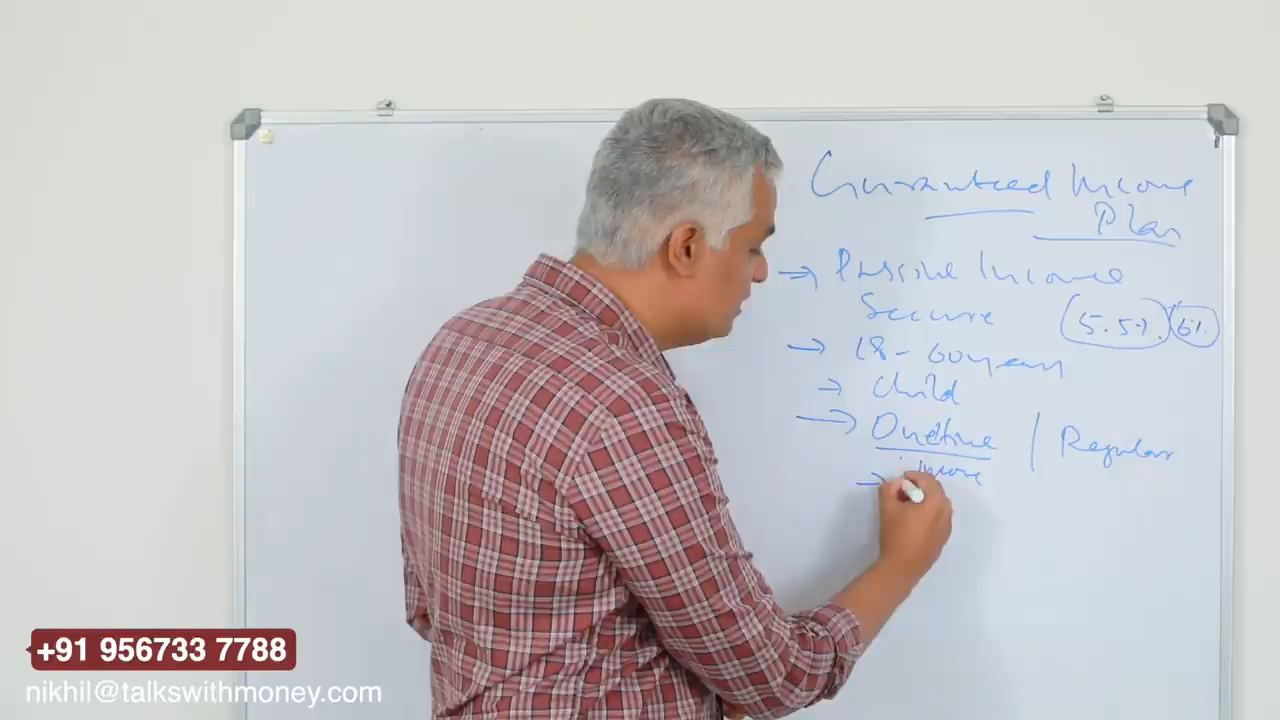 Guaranteed Income
Plan
→ Passive Income
Secure (5.5%) (6%)
→ 18-60 years
→ Child
→ Onetime / Regular
→ Income
+91 956733 7788
nikhil@talkswithmoney.com